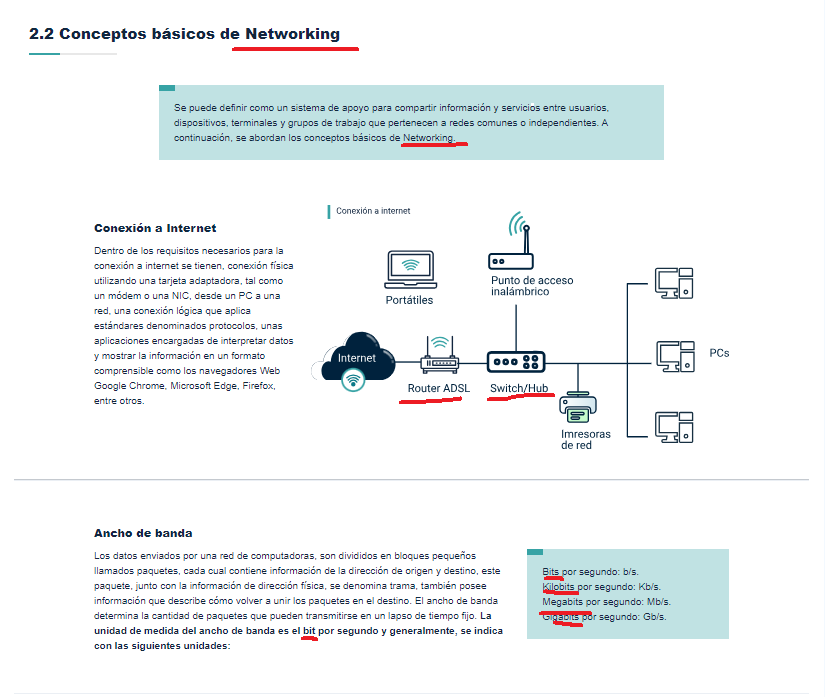 2.2 Conceptos básicos de Networking
Se puede definir como un sistema de apoyo para compartir información y servicios entre usuarios,
dispositivos, terminales y grupos de trabajo que pertenecen a redes comunes o independientes. A
continuación, se abordan los conceptos básicos de Networking.
Conexión a Internet
Dentro de los requisitos necesarios para la
conexión a internet se tienen, conexión física
utilizando una tarjeta adaptadora, tal como
un módem o una NIC, desde un PC a una
red, una conexión lógica que aplica
estándares denominados protocolos, unas
aplicaciones encargadas de interpretar datos
y mostrar la información en un formato
comprensible como los navegadores Web
Google Chrome, Microsoft Edge, Firefox,
entre otros.
Conexión a internet
Portátiles
Punto de acceso
inalámbrico
Internet
Router ADSL
Switch/Hub
PCs
Imresoras
de red
Ancho de banda
Los datos enviados por una red de computadoras, son divididos en bloques pequeños
llamados paquetes, cada cual contiene información de la dirección de origen y destino, este
paquete, junto con la información de dirección física, se denomina trama, también posee
información que describe cómo volver a unir los paquetes en el destino. El ancho de banda
determina la cantidad de paquetes que pueden transmitirse en un lapso de tiempo fijo. La
unidad de medida del ancho de banda es el bit por segundo y generalmente, se indica
con las siguientes unidades:
Bits por segundo: b/s.
Kilobits por segundo: Kb/s.
Megabits por segundo: Mb/s.
Gigabits por segundo: Gb/s.